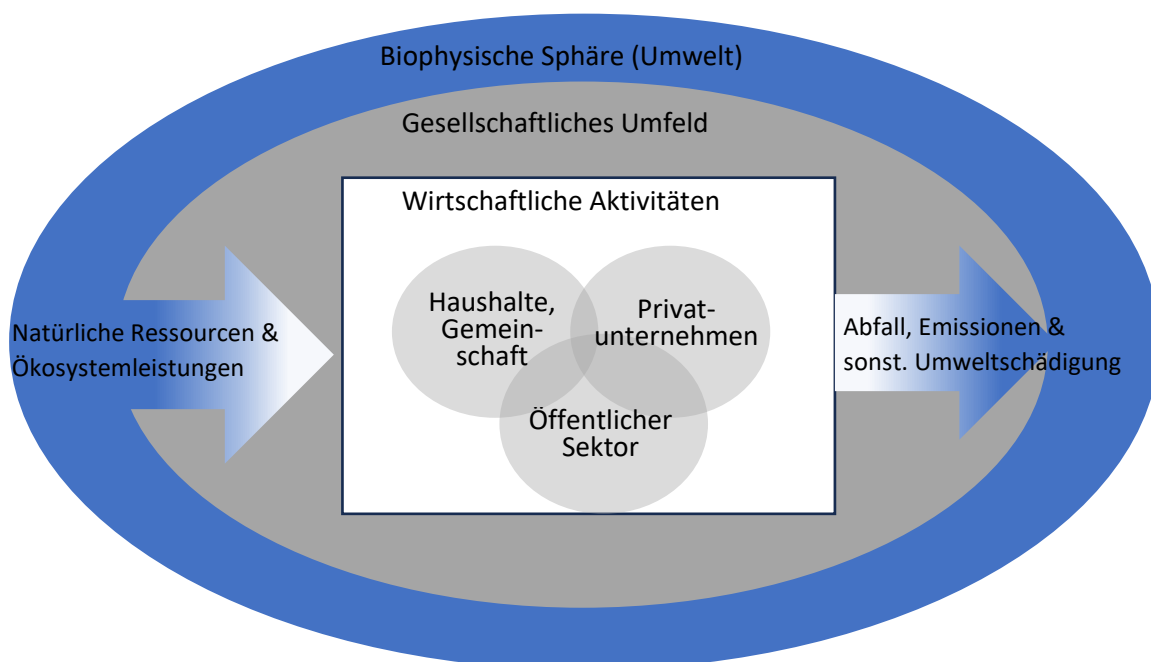 Biophysische Sphäre (Umwelt)
Gesellschaftliches Umfeld
Wirtschaftliche Aktivitäten
Haushalte,
Gemein-
schaft
Privat-
unternehmen
Öffentlicher
Sektor
Natürliche Ressourcen &
Ökosystemleistungen
Abfall, Emissionen &
sonst. Umweltschädigung